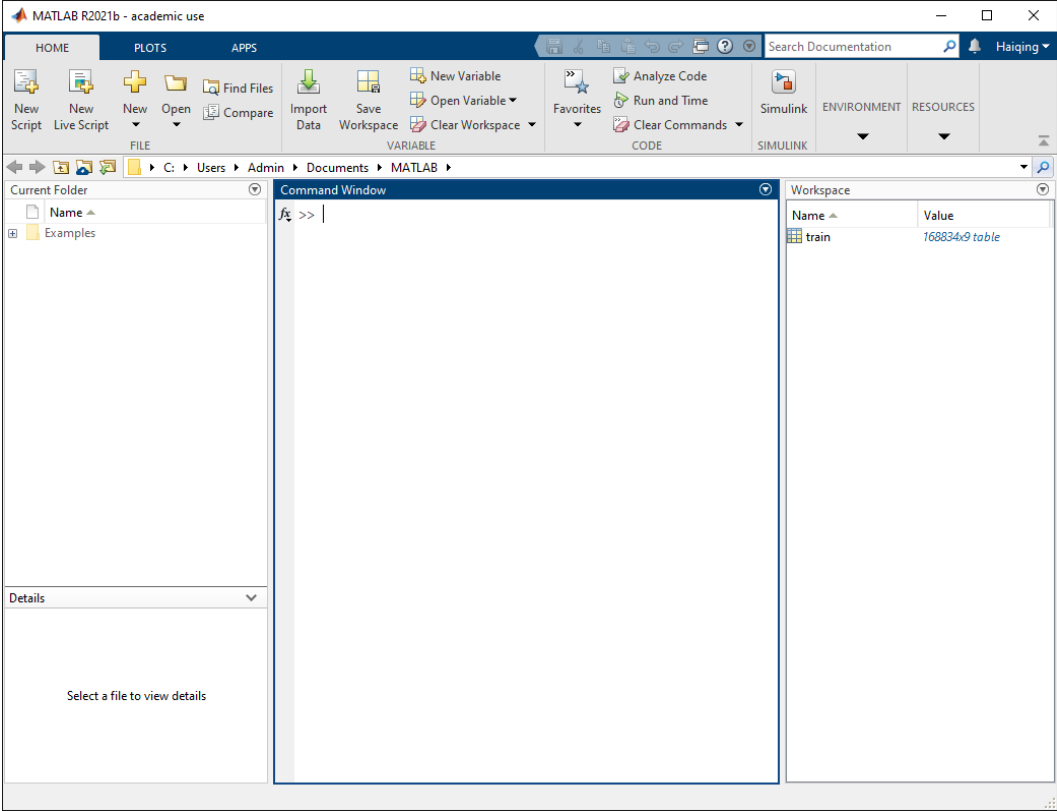 MATLAB R2021b - academic use
HOME PLOTS APPS
Search Documentation
Haiqing
New Script
New Live Script
New
Open
Find Files
Compare
FILE
Import Data
Save Workspace
New Variable
Open Variable
Clear Workspace
VARIABLE
Favorites
Analyze Code
Run and Time
Clear Commands
CODE
Simulink
SIMULINK
ENVIRONMENT
RESOURCES
C: Users Admin Documents MATLAB
Current Folder
Name
Examples
Details
Select a file to view details
Command Window
fx >>
Workspace
Name Value
train 168834x9 table